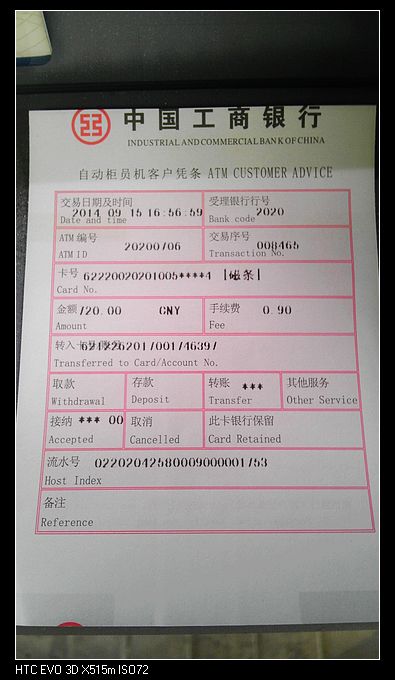 中国工商银行
INDUSTRIAL AND COMMERCIAL BANK OF CHINA
自动柜员机客户凭条 ATM CUSTOMER ADVICE
交易日期及时间 受理银行行号
2014 09 15 16:56:59 2020
Date and time Bank code
ATM 编号 交易序号
20200706 008465
ATM ID Transaction No.
卡号 62220020201005****4 [磁条]
Card No.
金额 720.00 CNY 手续费 0.90
Amount Fee
转入卡号/账号
Transferred to Card/Account No.
取款 存款 转账 *** 其他服务
Withdrawal Deposit Transfer Other Service
接纳 *** 00 取消 此卡银行保留
Accepted Cancelled Card Retained
流水号 02202042580009000001753
Host Index
备注
Reference
HTC EVO 3D X515m ISO72